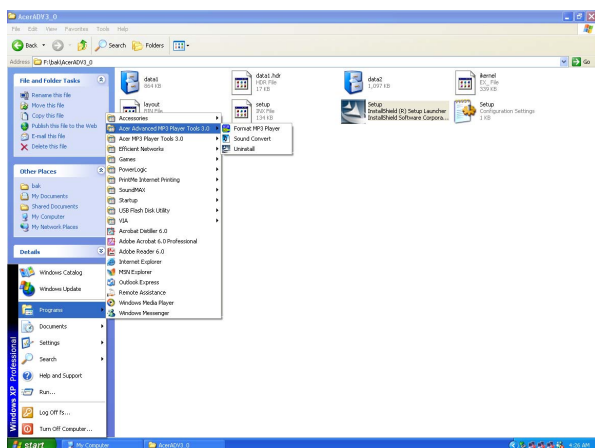 AcerADV3_0
File Edit View Favorites Tools Help
Back Search Folders
Address F:\bak\AcerADV3_0 Go
File and Folder Tasks
Rename this file
Move this file
Copy this file
Publish this file to the Web
E-mail this file
Delete this file
Other Places
bak
My Documents
Shared Documents
My Computer
My Network Places
Details
data1
864 KB
data1.hdr
HDR File
17 KB
data2
1,097 KB
ikernel
EX_ File
339 KB
layout
BIN File
setup
INX File
134 KB
Setup
InstallShield (R) Setup Launcher
InstallShield Software Corpora...
Setup
Configuration Settings
1 KB
Accessories
Acer Advanced MP3 Player Tools 3.0
Acer MP3 Player Tools 3.0
Efficient Networks
Games
PowerLogic
PrintMe Internet Printing
SoundMAX
Startup
USB Flash Disk Utility
VIA
Acrobat Distiller 6.0
Adobe Acrobat 6.0 Professional
Adobe Reader 6.0
Internet Explorer
MSN Explorer
Outlook Express
Remote Assistance
Windows Media Player
Windows Messenger
Format MP3 Player
Sound Convert
Uninstall
Windows Catalog
Windows Update
Programs
Documents
Settings
Search
Help and Support
Run...
Log Off fs...
Turn Off Computer...
Windows XP Professional
start My Computer AcerADV3_0 4:26 AM